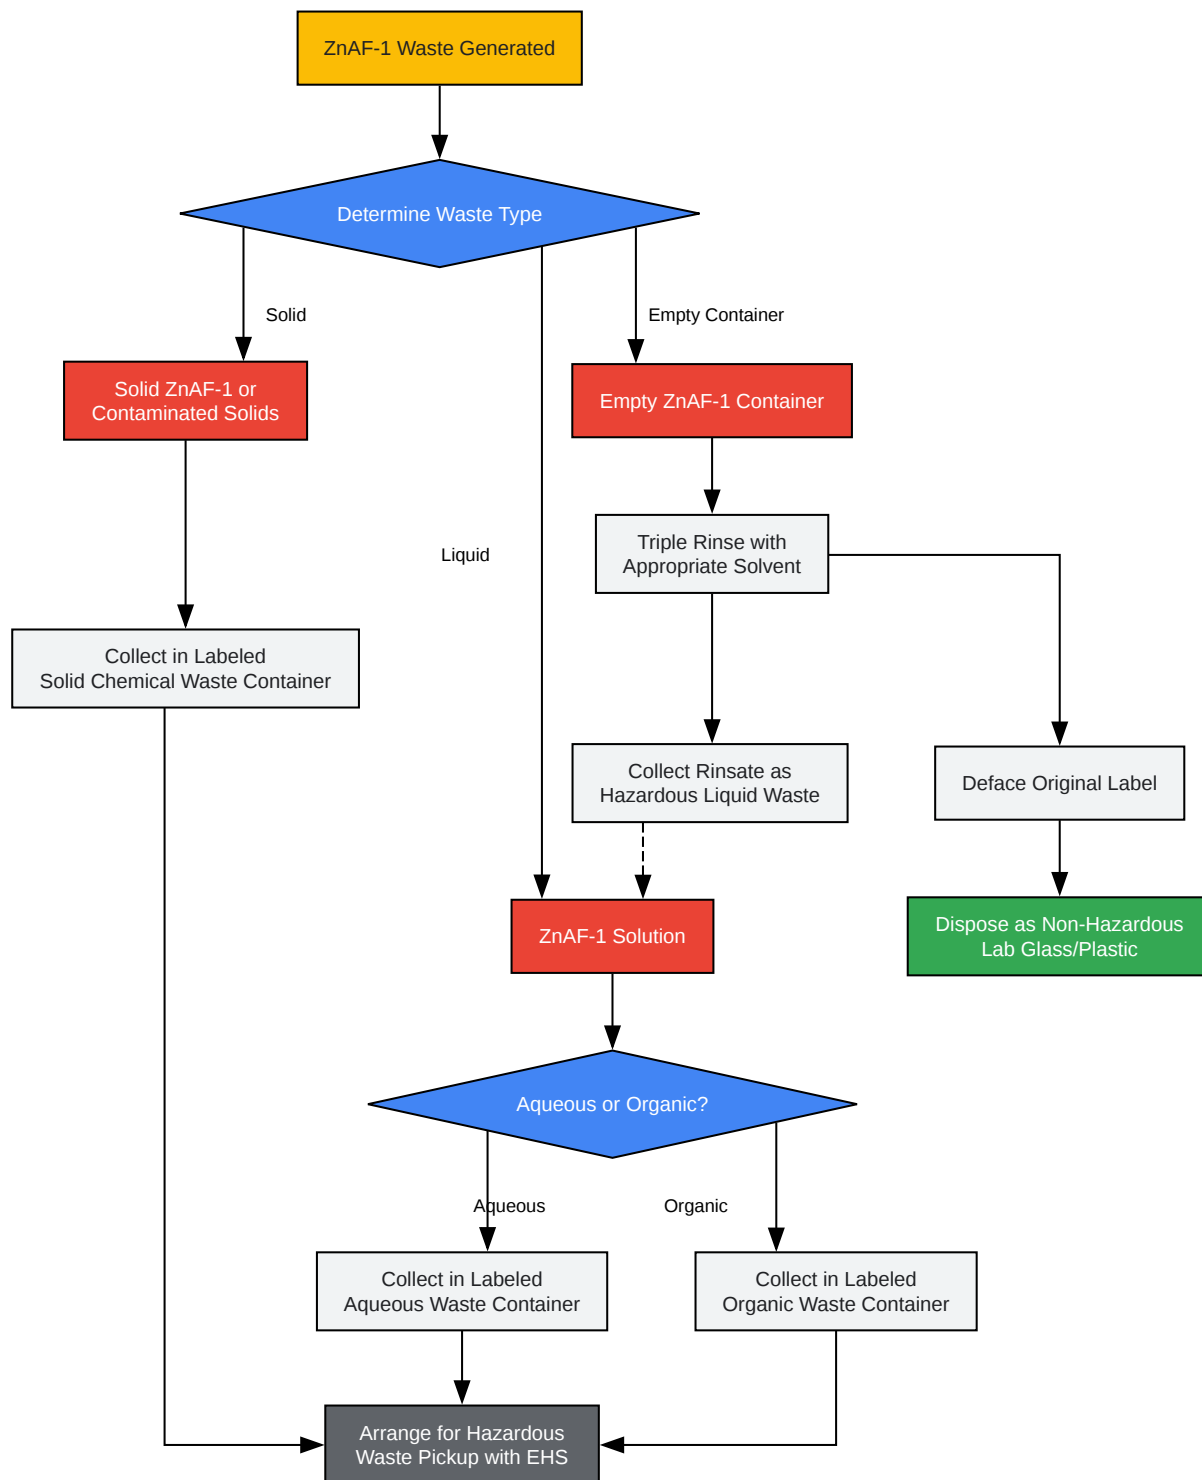 ZnAF-1 Waste Generated
Determine Waste Type
Solid
Empty Container
Solid ZnAF-1 or
Contaminated Solids
Empty ZnAF-1 Container
Triple Rinse with
Appropriate Solvent
Liquid
Collect in Labeled
Solid Chemical Waste Container
Collect Rinsate as
Hazardous Liquid Waste
Deface Original Label
ZnAF-1 Solution
Dispose as Non-Hazardous
Lab Glass/Plastic
Aqueous or Organic?
Aqueous
Organic
Collect in Labeled
Aqueous Waste Container
Collect in Labeled
Organic Waste Container
Arrange for Hazardous
Waste Pickup with EHS